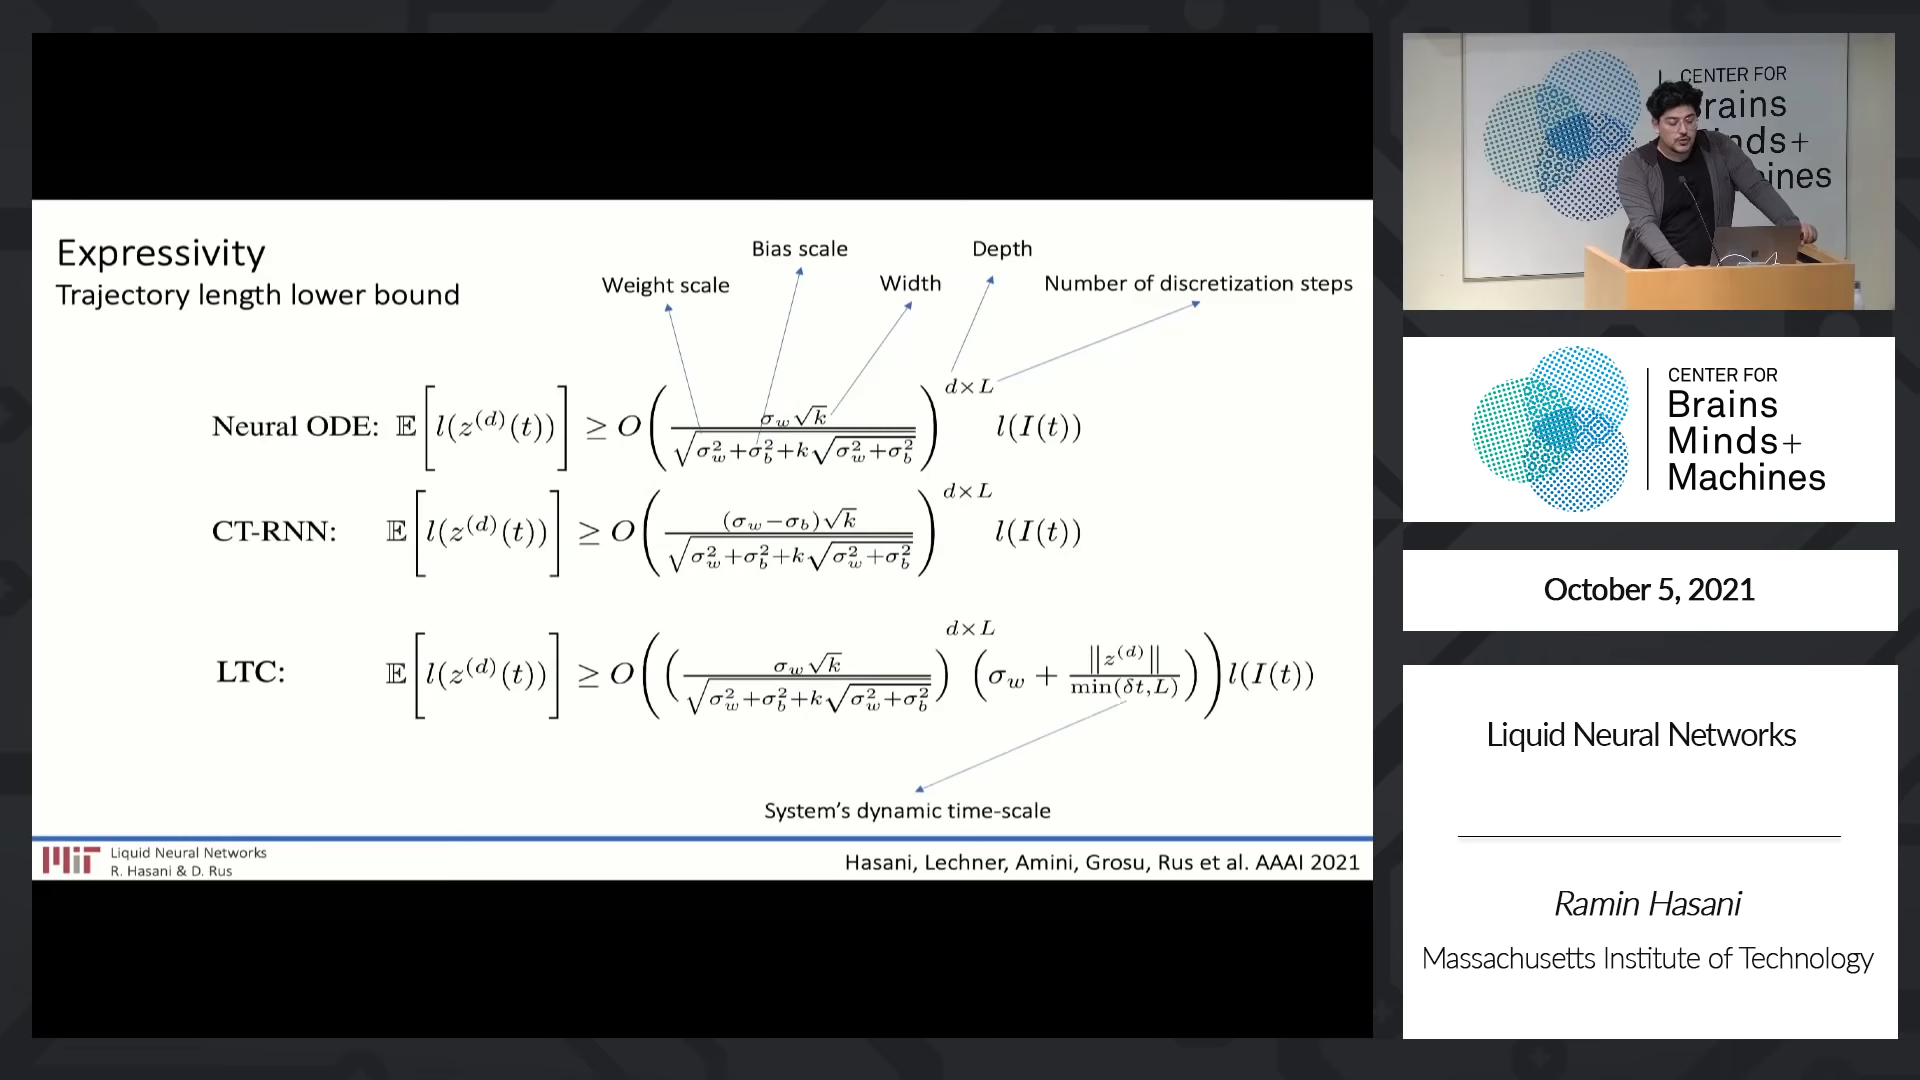 Expressivity
Trajectory length lower bound
Weight scale
Bias scale
Width
Depth
Number of discretization steps
Neural ODE: 𝔼[l(z^(d)(t))] ≥ O(σ_w√k / √(σ_w²+σ_b²+k√(σ_w²+σ_b²)))^(d×L) l(I(t))
CT-RNN: 𝔼[l(z^(d)(t))] ≥ O((σ_w−σ_b)√k / √(σ_w²+σ_b²+k√(σ_w²+σ_b²)))^(d×L) l(I(t))
LTC: 𝔼[l(z^(d)(t))] ≥ O((σ_w√k / √(σ_w²+σ_b²+k√(σ_w²+σ_b²)))^(d×L) (σ_w + ||z^(d)|| / min(δt,L))) l(I(t))
System's dynamic time-scale
MIT
Liquid Neural Networks
R. Hasani & D. Rus
Hasani, Lechner, Amini, Grosu, Rus et al. AAAI 2021
CENTER FOR
rains
nds+
ines
CENTER FOR
Brains
Minds+
Machines
October 5, 2021
Liquid Neural Networks
Ramin Hasani
Massachusetts Institute of Technology